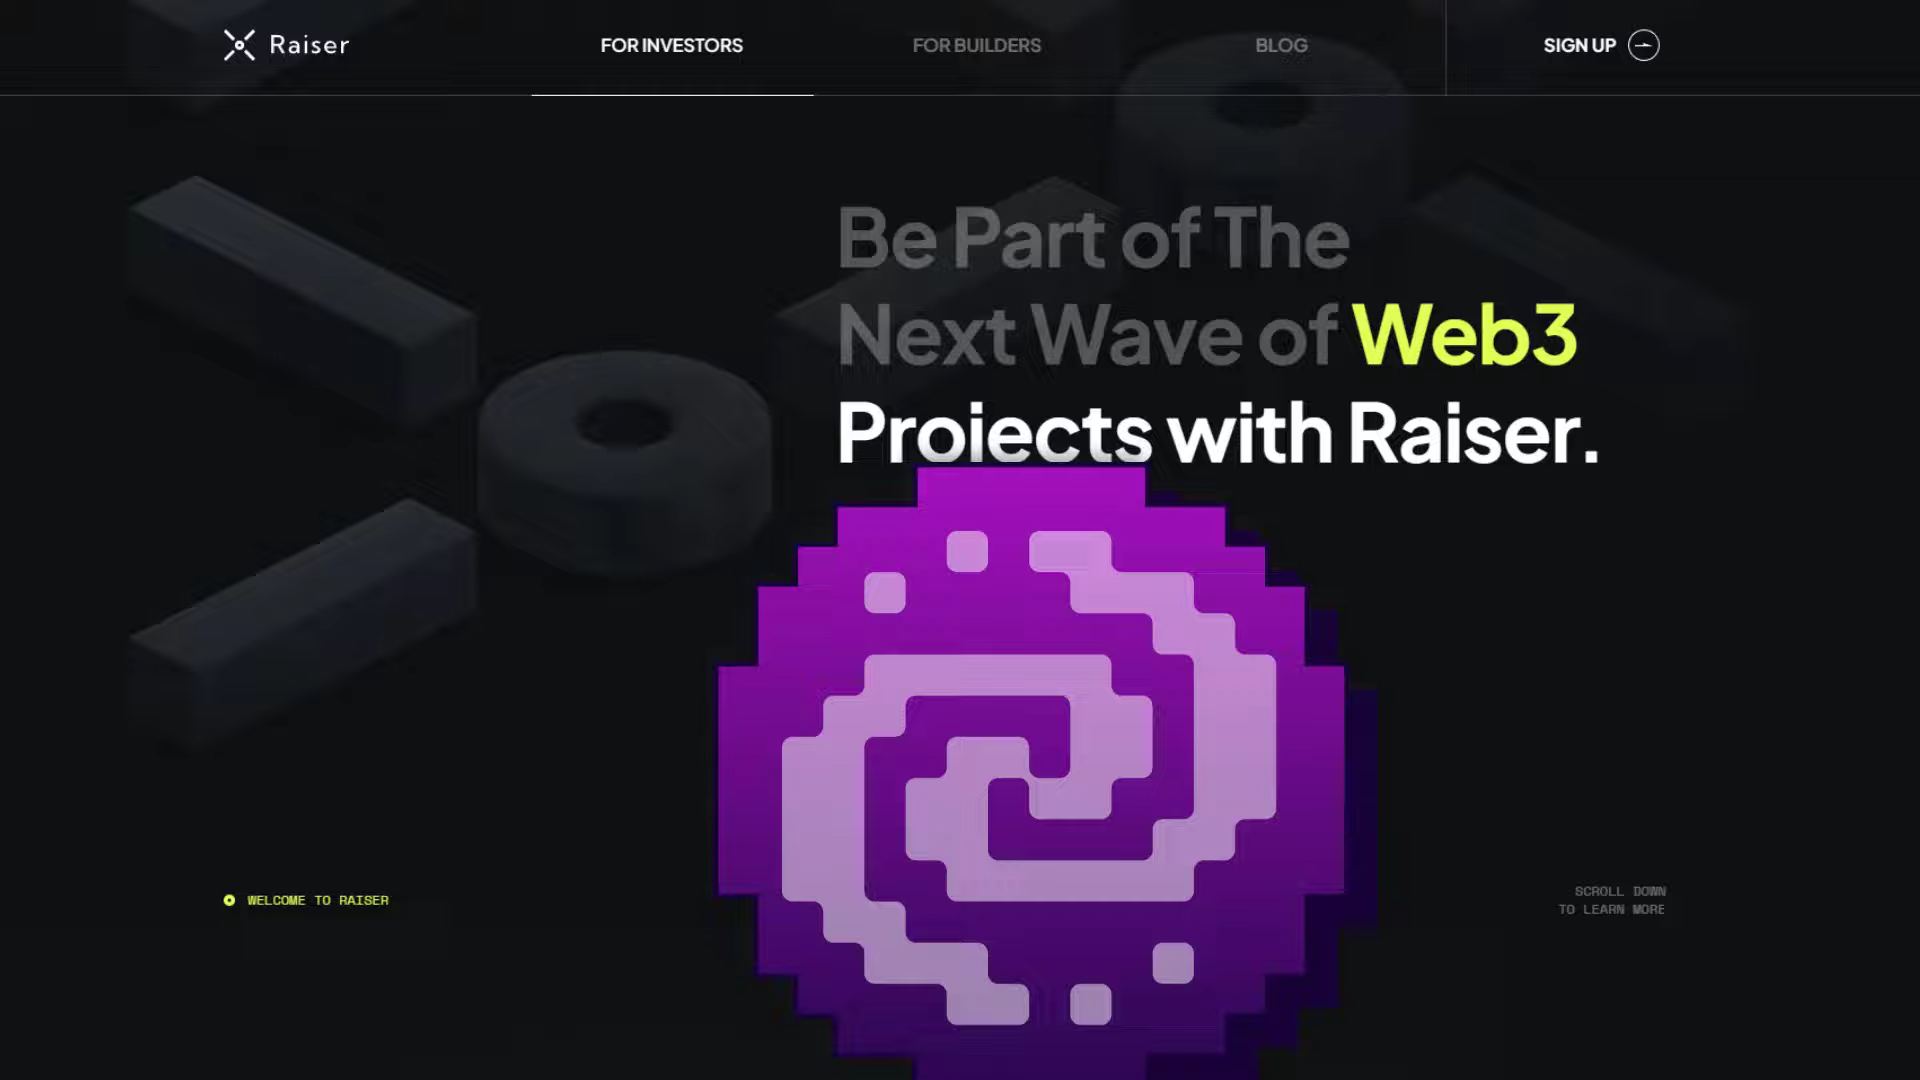 Raiser
FOR INVESTORS
FOR BUILDERS
BLOG
SIGN UP
Be Part of The
Next Wave of Web3
Projects with Raiser.
WELCOME TO RAISER
SCROLL DOWN
TO LEARN MORE